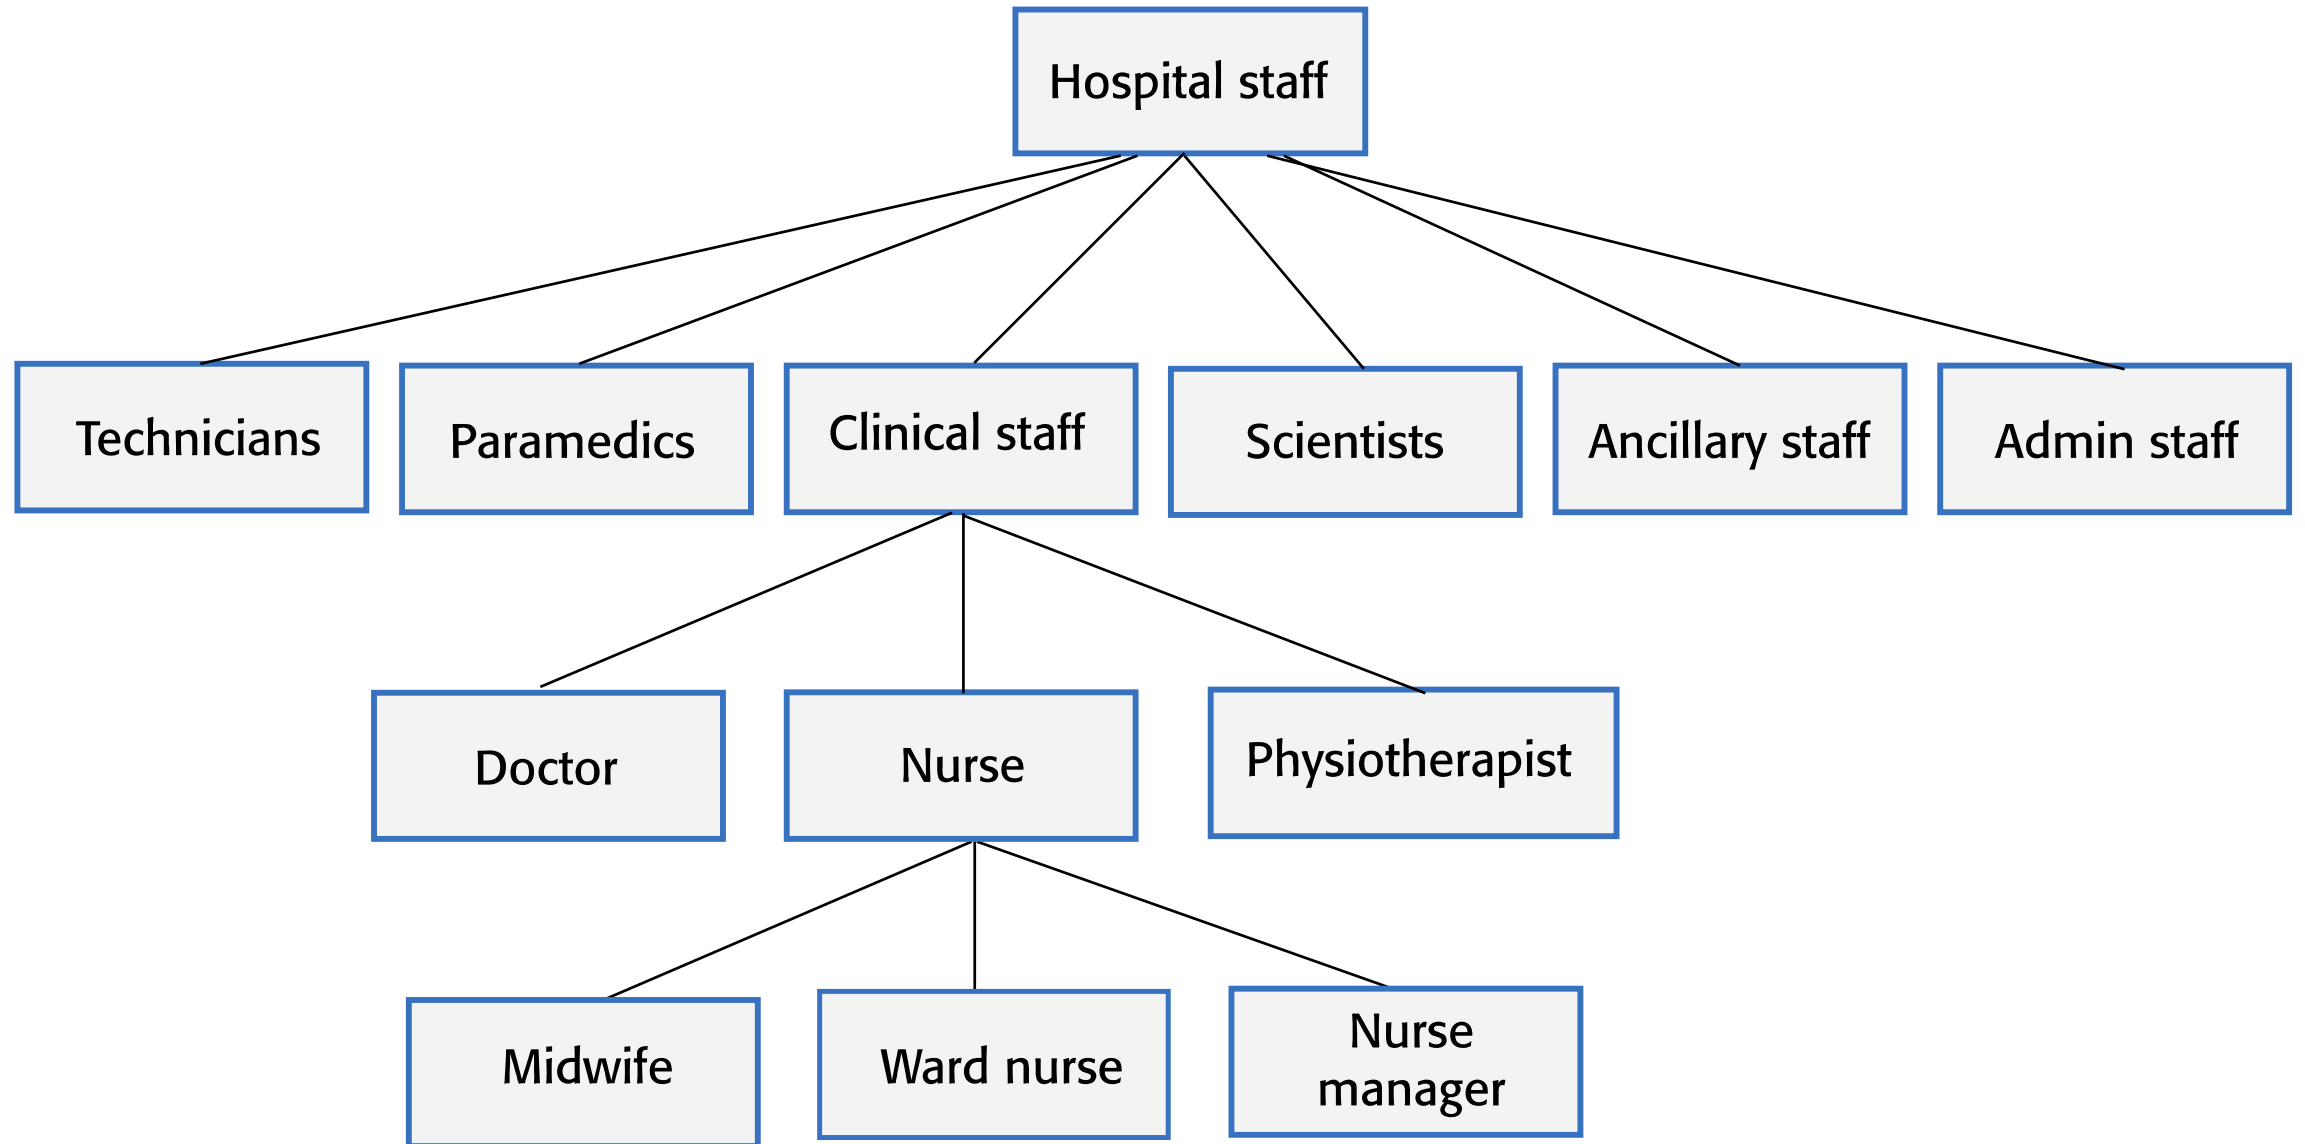 Hospital staff
Technicians
Paramedics
Clinical staff
Scientists
Ancillary staff
Admin staff
Doctor
Nurse
Physiotherapist
Midwife
Ward nurse
Nurse
manager